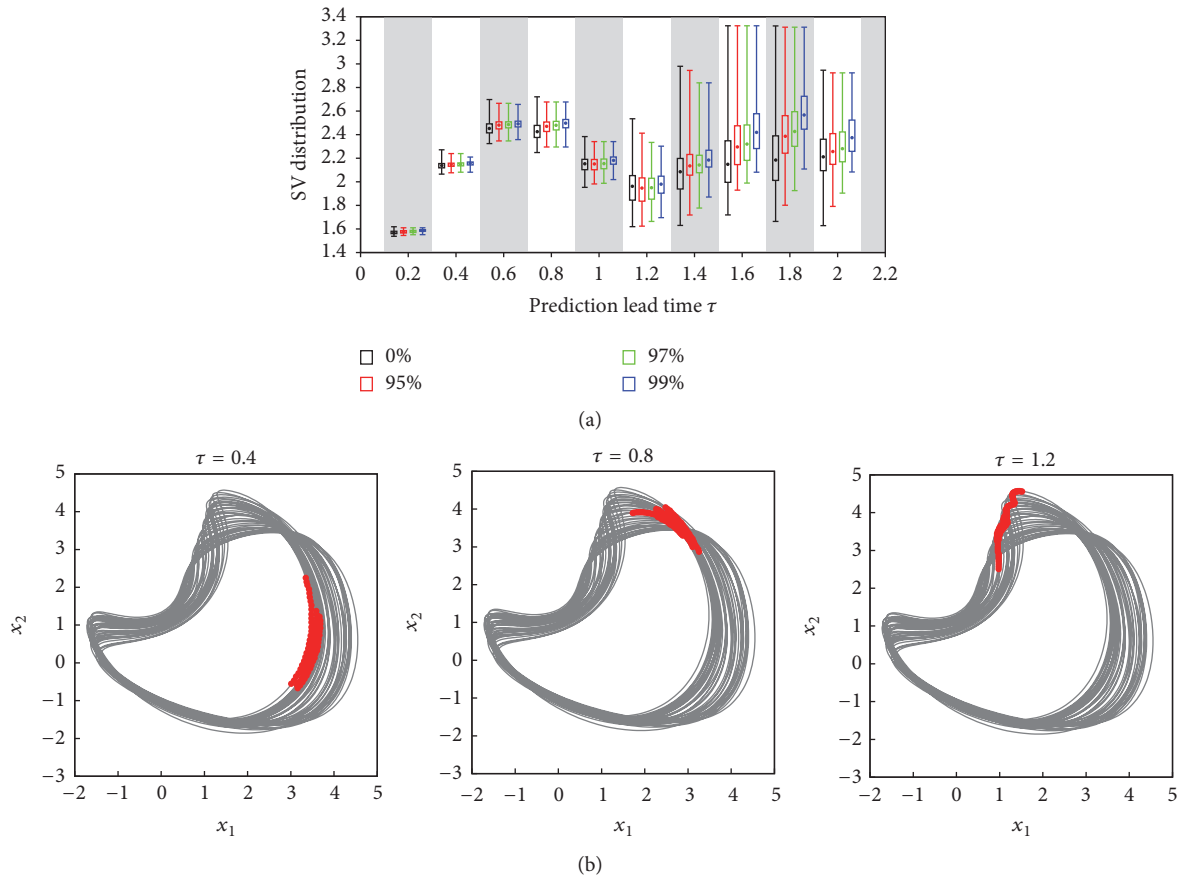 3.4
3.2
3
2.8
2.6
2.4
2.2
2
1.8
1.6
1.4
SV distribution
0 0.2 0.4 0.6 0.8 1 1.2 1.4 1.6 1.8 2 2.2
Prediction lead time τ
0% 97%
95% 99%
(a)
τ = 0.4 τ = 0.8 τ = 1.2
5 5 5
4 4 4
3 3 3
2 2 2
x₂ x₂ x₂
1 1 1
0 0 0
−1 −1 −1
−2 −2 −2
−3 −3 −3
−2 −1 0 1 2 3 4 5 −2 −1 0 1 2 3 4 5 −2 −1 0 1 2 3 4 5
x₁ x₁ x₁
(b)